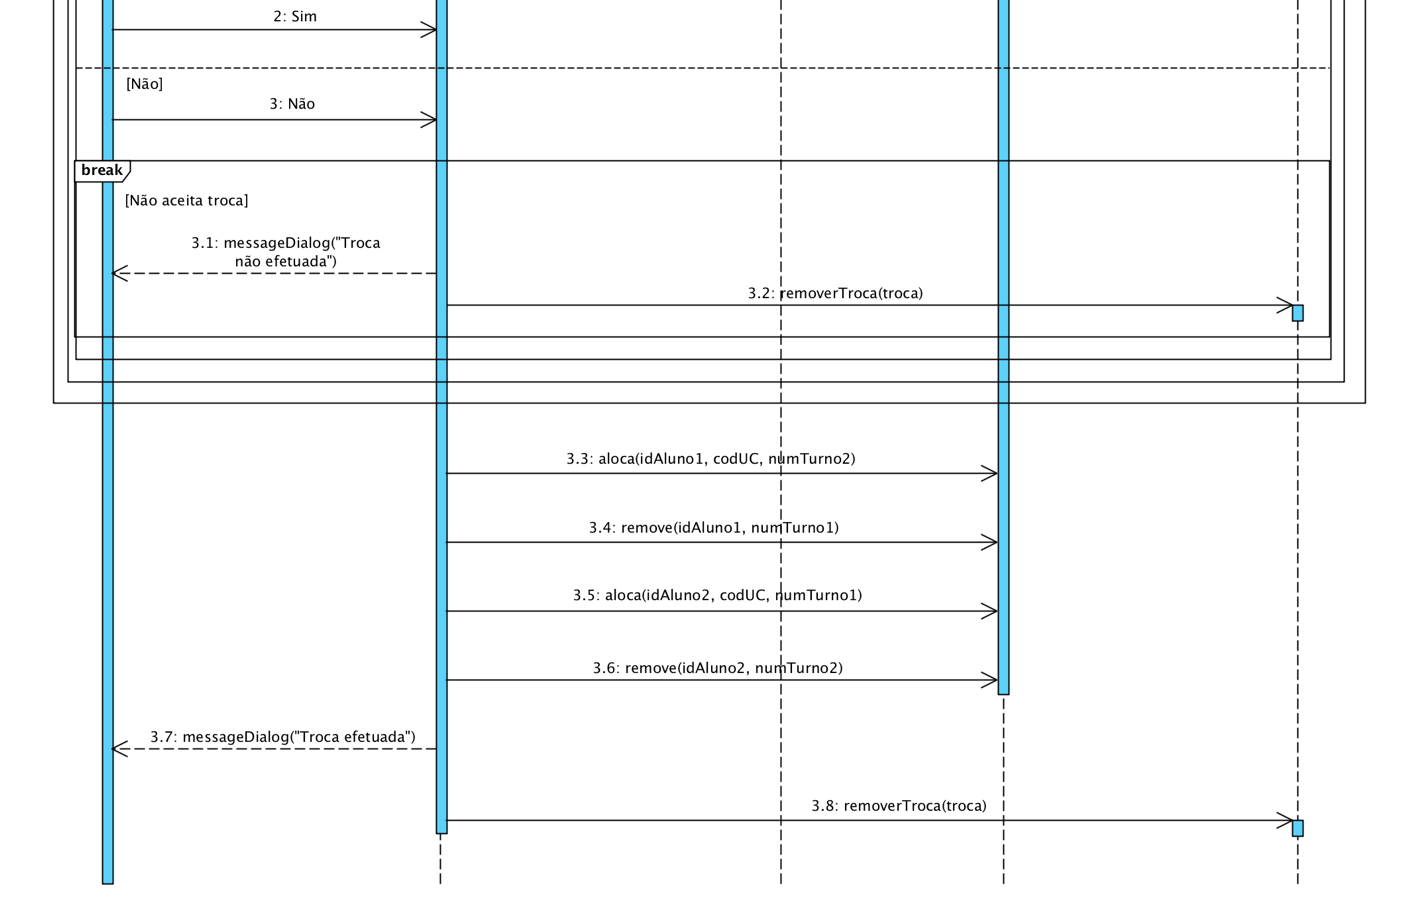 2: Sim
[Não]
3: Não
break
[Não aceita troca]
3.1: messageDialog("Troca
não efetuada")
3.2: removerTroca(troca)
3.3: aloca(idAluno1, codUC, numTurno2)
3.4: remove(idAluno1, numTurno1)
3.5: aloca(idAluno2, codUC, numTurno1)
3.6: remove(idAluno2, numTurno2)
3.7: messageDialog("Troca efetuada")
3.8: removerTroca(troca)